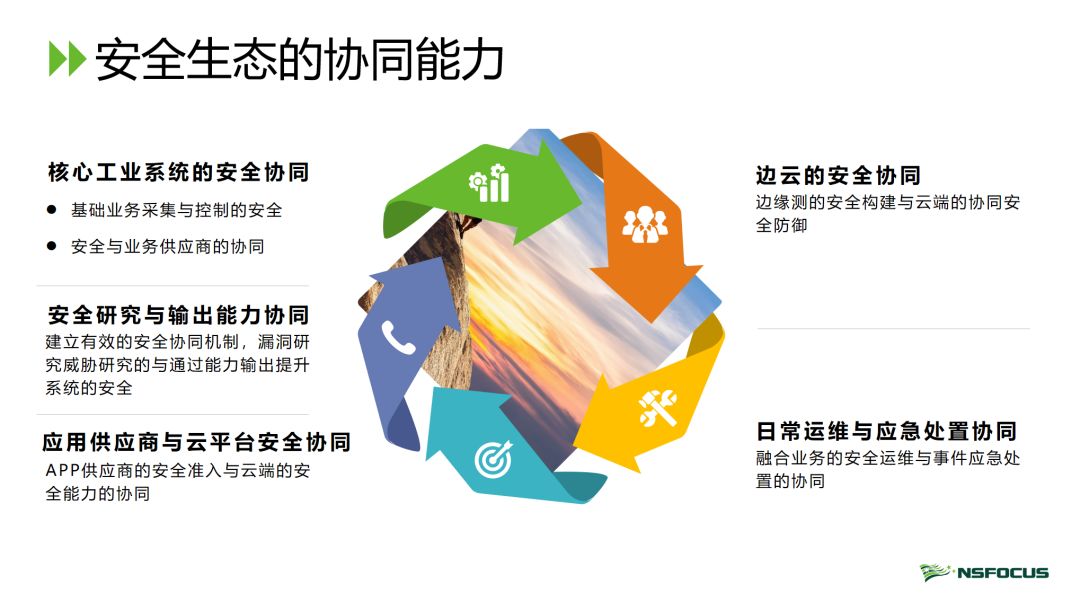 安全生态的协同能力
核心工业系统的安全协同
● 基础业务采集与控制的安全
● 安全与业务供应商的协同
安全研究与输出能力协同
建立有效的安全协同机制，漏洞研
究威胁研究的与通过能力输出提升
系统的安全
应用供应商与云平台安全协同
APP供应商的安全准入与云端的安
全能力的协同
边云的安全协同
边缘测的安全构建与云端的协同安
全防御
日常运维与应急处置协同
融合业务的安全运维与事件应急处
置的协同
NSFOCUS